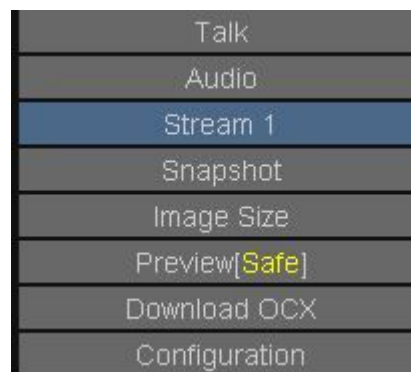 Talk
Audio
Stream 1
Snapshot
Image Size
Preview[Safe]
Download OCX
Configuration